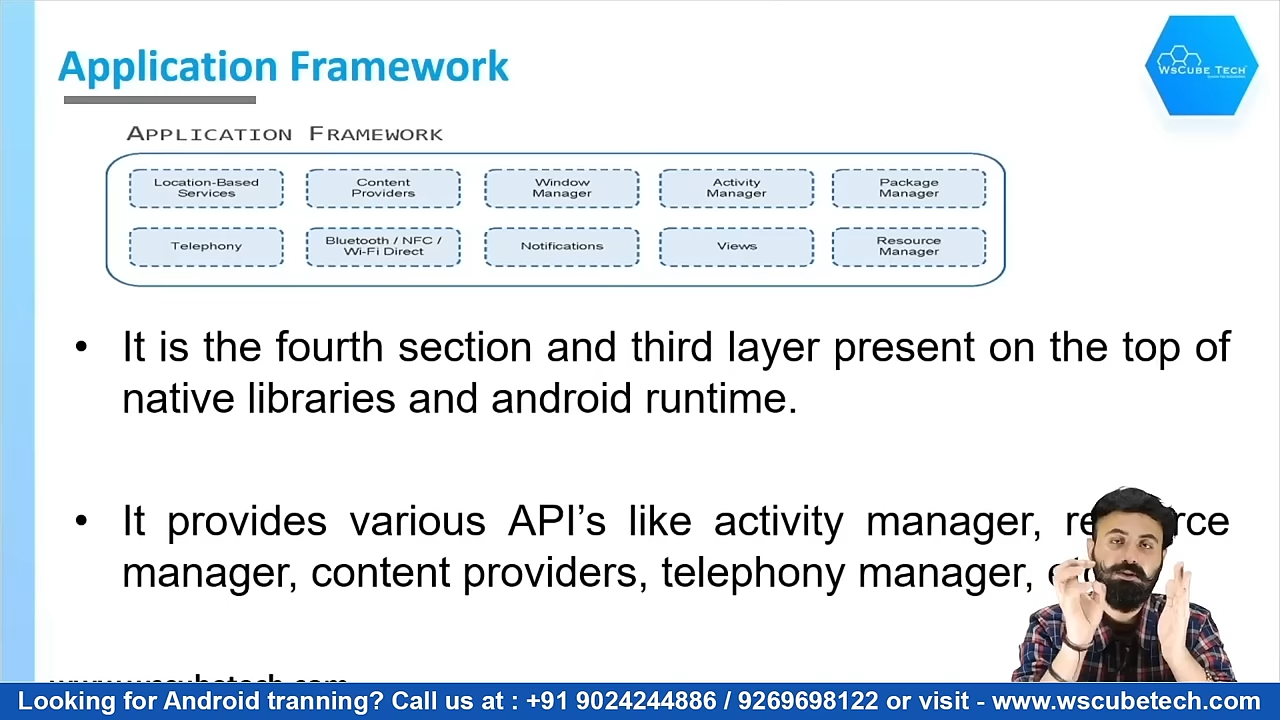 Application Framework
WSCUBE TECH
APPLICATION FRAMEWORK
Location-Based Services
Content Providers
Window Manager
Activity Manager
Package Manager
Telephony
Bluetooth / NFC / Wi-Fi Direct
Notifications
Views
Resource Manager
• It is the fourth section and third layer present on the top of
native libraries and android runtime.
• It provides various API’s like activity manager,
manager, content providers, telephony manager,
www.wscubetech.com
Looking for Android tranning? Call us at : +91 9024244886 / 9269698122 or visit - www.wscubetech.com